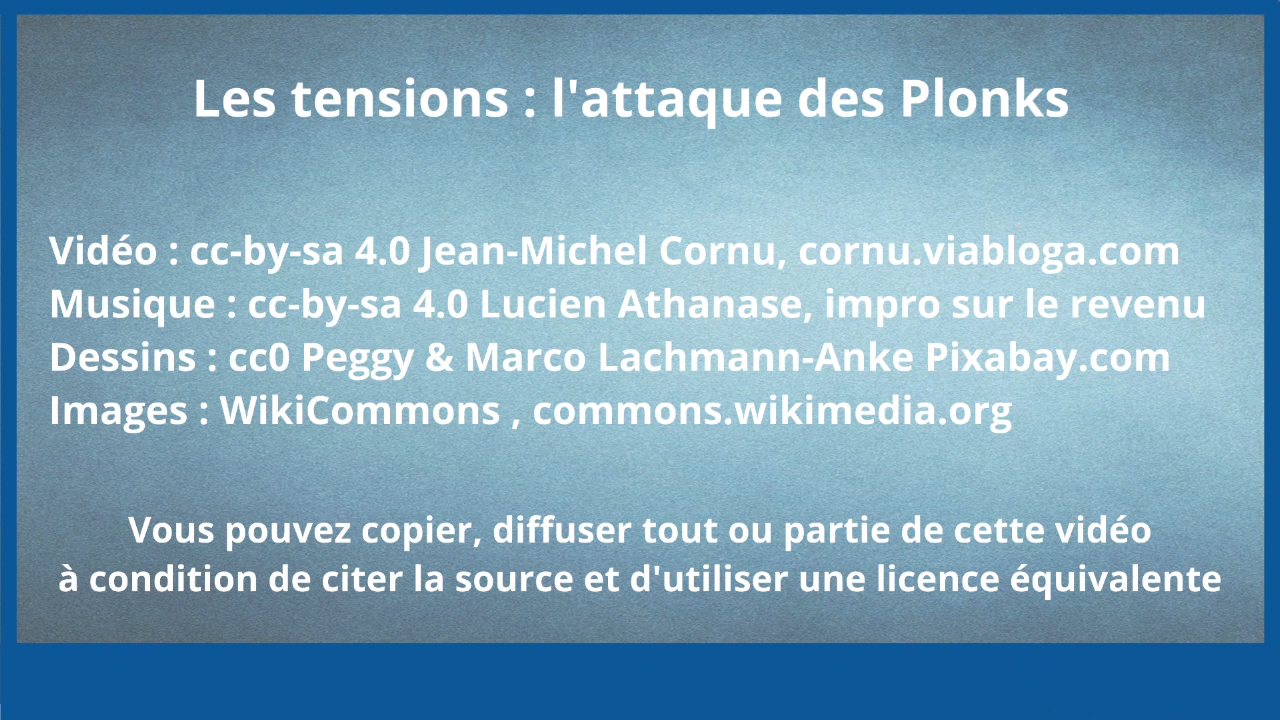 Les tensions : l'attaque des Plonks
Vidéo : cc-by-sa 4.0 Jean-Michel Cornu, cornu.viabloga.com
Musique : cc-by-sa 4.0 Lucien Athanase, impro sur le revenu
Dessins : cc0 Peggy & Marco Lachmann-Anke Pixabay.com
Images : WikiCommons , commons.wikimedia.org
Vous pouvez copier, diffuser tout ou partie de cette vidéo
à condition de citer la source et d'utiliser une licence équivalente